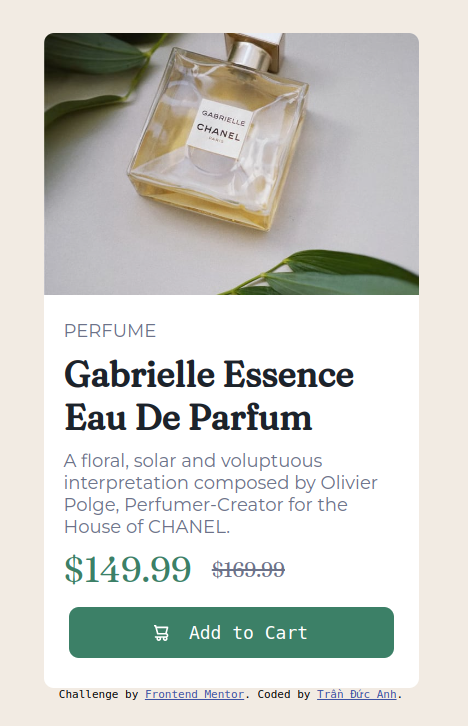 GABRIELLE
CHANEL
PARIS
PERFUME
Gabrielle Essence
Eau De Parfum
A floral, solar and voluptuous
interpretation composed by Olivier
Polge, Perfumer-Creator for the
House of CHANEL.
$149.99 $169.99
Add to Cart
Challenge by Frontend Mentor. Coded by Trần Đức Anh.